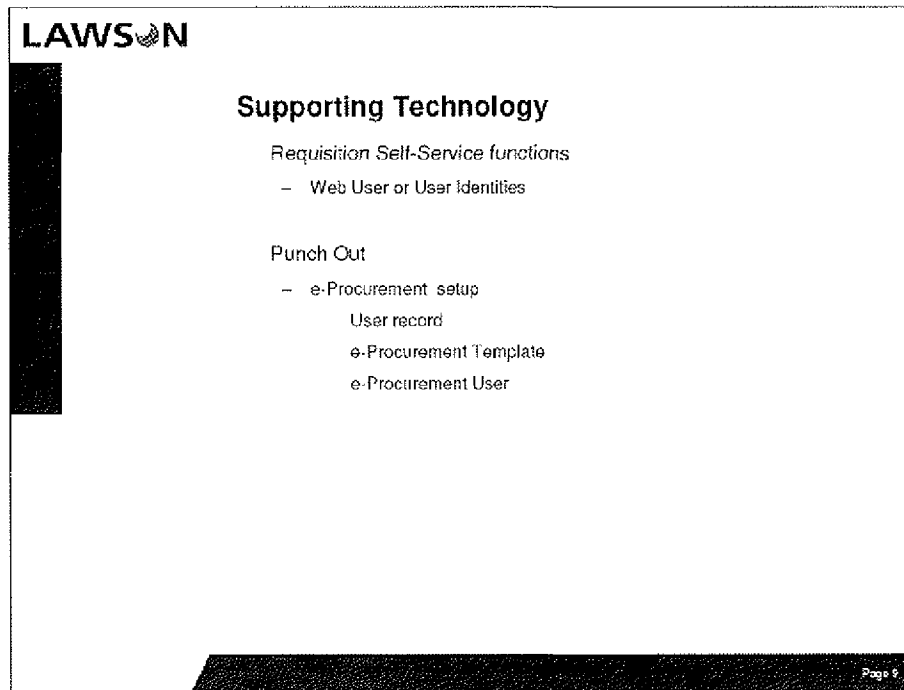 LAWSON
Supporting Technology
Requisition Self-Service functions
– Web User or User Identities
Punch Out
– e-Procurement setup
User record
e-Procurement Template
e-Procurement User
Page 9